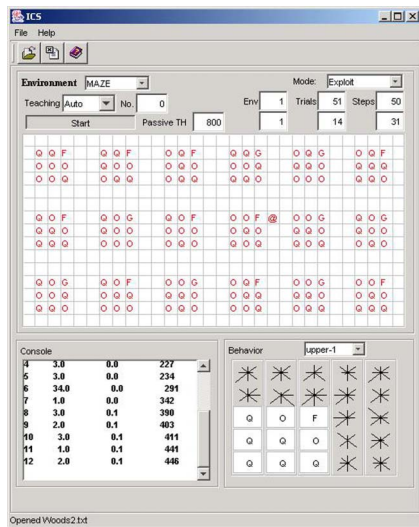 ICS
File Help
Environment MAZE Mode: Exploit
Teaching Auto No. 0 Env 1 Trials 51 Steps 50
Start Passive TH 800 1 14 31
Q Q F Q Q F O Q F Q Q G O Q G O Q F
O O O O Q O O O O O O O O O O O Q Q
O O Q O Q Q Q Q O Q Q Q O O O Q O O
Q O F Q O G Q O F O O F @ Q Q G Q O G
O O O O O O O O O Q O O O O O O O Q
Q Q Q Q Q O Q Q O Q Q Q Q Q O Q Q O
Q O G Q O F O O G O Q F O O G O O G
Q O O O Q Q O O O Q Q O Q O O O O O
Q Q O Q Q O Q Q O Q Q O Q O O Q O Q
Console
4 3.0 0.0 227
5 3.0 0.0 234
6 34.0 0.0 291
7 1.0 0.0 342
8 3.0 0.1 390
9 2.0 0.1 403
10 3.0 0.1 411
11 1.0 0.1 441
12 2.0 0.1 446
Behavior upper-1
Q O F
Q Q O
Q Q Q
Opened Woods2.txt